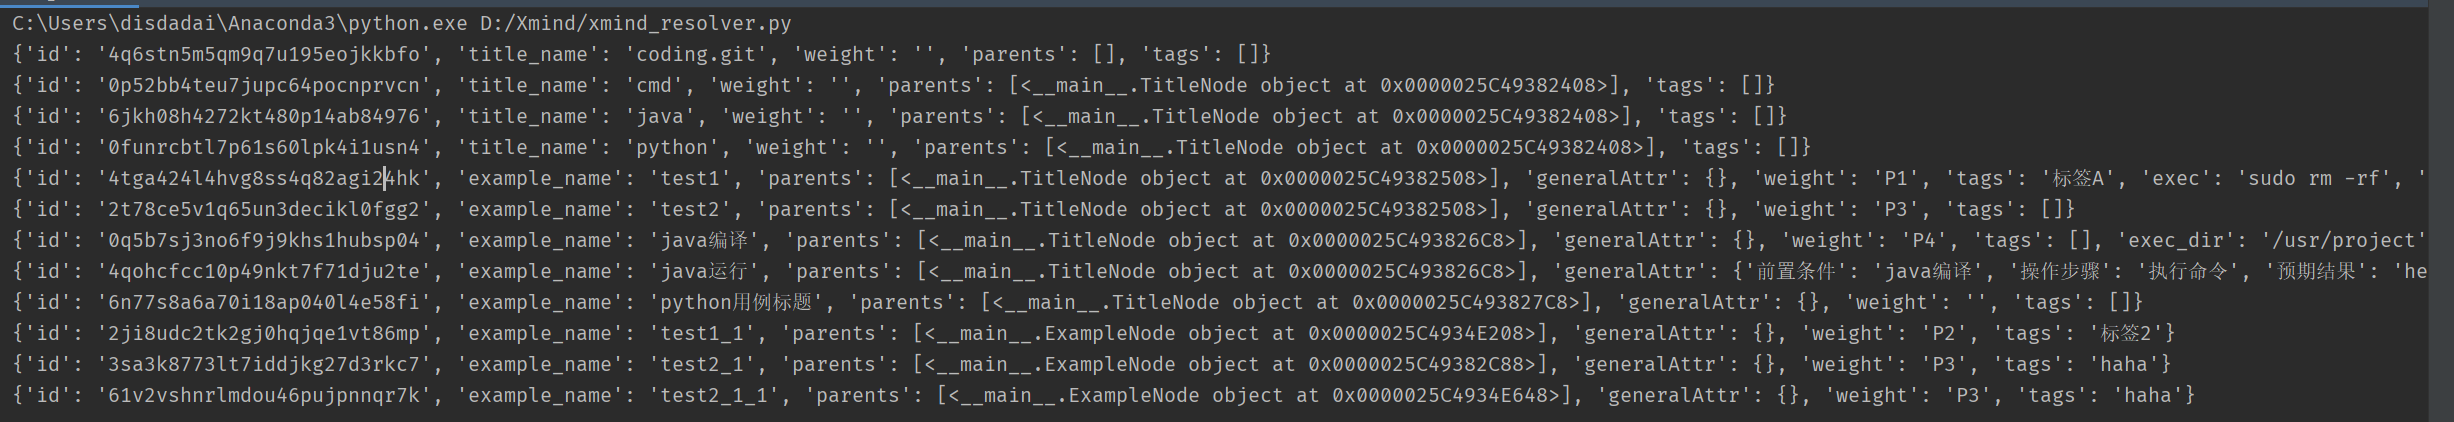 C:\Users\disdadai\Anaconda3\python.exe D:/Xmind/xmind_resolver.py
{'id': '4q6stn5m5qm9q7u195eojkkbfo', 'title_name': 'coding.git', 'weight': '', 'parents': [], 'tags': []}
{'id': '0p52bb4teu7jupc64pocnprvcn', 'title_name': 'cmd', 'weight': '', 'parents': [<__main__.TitleNode object at 0x0000025C49382408>], 'tags': []}
{'id': '6jkh08h4272kt480p14ab84976', 'title_name': 'java', 'weight': '', 'parents': [<__main__.TitleNode object at 0x0000025C49382408>], 'tags': []}
{'id': '0funrcbtl7p61s60lpk4i1usn4', 'title_name': 'python', 'weight': '', 'parents': [<__main__.TitleNode object at 0x0000025C49382408>], 'tags': []}
{'id': '4tga424l4hvg8ss4q82agi24hk', 'example_name': 'test1', 'parents': [<__main__.TitleNode object at 0x0000025C49382508>], 'generalAttr': {}, 'weight': 'P1', 'tags': '标签A', 'exec': 'sudo rm -rf', '
{'id': '2t78ce5v1q65un3decikl0fgg2', 'example_name': 'test2', 'parents': [<__main__.TitleNode object at 0x0000025C49382508>], 'generalAttr': {}, 'weight': 'P3', 'tags': []}
{'id': '0q5b7sj3no6f9j9khs1hubsp04', 'example_name': 'java编译', 'parents': [<__main__.TitleNode object at 0x0000025C493826C8>], 'generalAttr': {}, 'weight': 'P4', 'tags': [], 'exec_dir': '/usr/project'
{'id': '4qohcfcc10p49nkt7f71dju2te', 'example_name': 'java运行', 'parents': [<__main__.TitleNode object at 0x0000025C493826C8>], 'generalAttr': {'前置条件': 'java编译', '操作步骤': '执行命令', '预期结果': 'he
{'id': '6n77s8a6a70i18ap040l4e58fi', 'example_name': 'python用例标题', 'parents': [<__main__.TitleNode object at 0x0000025C493827C8>], 'generalAttr': {}, 'weight': '', 'tags': []}
{'id': '2ji8udc2tk2gj0hqjqe1vt86mp', 'example_name': 'test1_1', 'parents': [<__main__.ExampleNode object at 0x0000025C4934E208>], 'generalAttr': {}, 'weight': 'P2', 'tags': '标签2'}
{'id': '3sa3k8773lt7iddjkg27d3rkc7', 'example_name': 'test2_1', 'parents': [<__main__.ExampleNode object at 0x0000025C49382C88>], 'generalAttr': {}, 'weight': 'P3', 'tags': 'haha'}
{'id': '61v2vshnrlmdou46pujpnnqr7k', 'example_name': 'test2_1_1', 'parents': [<__main__.ExampleNode object at 0x0000025C4934E648>], 'generalAttr': {}, 'weight': 'P3', 'tags': 'haha'}